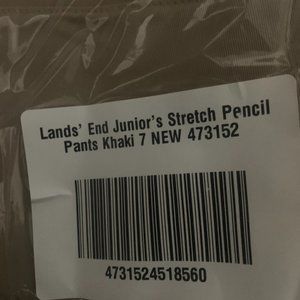 Lands' End Junior's Stretch Pencil
Pants Khaki 7 NEW 473152
4731524518560